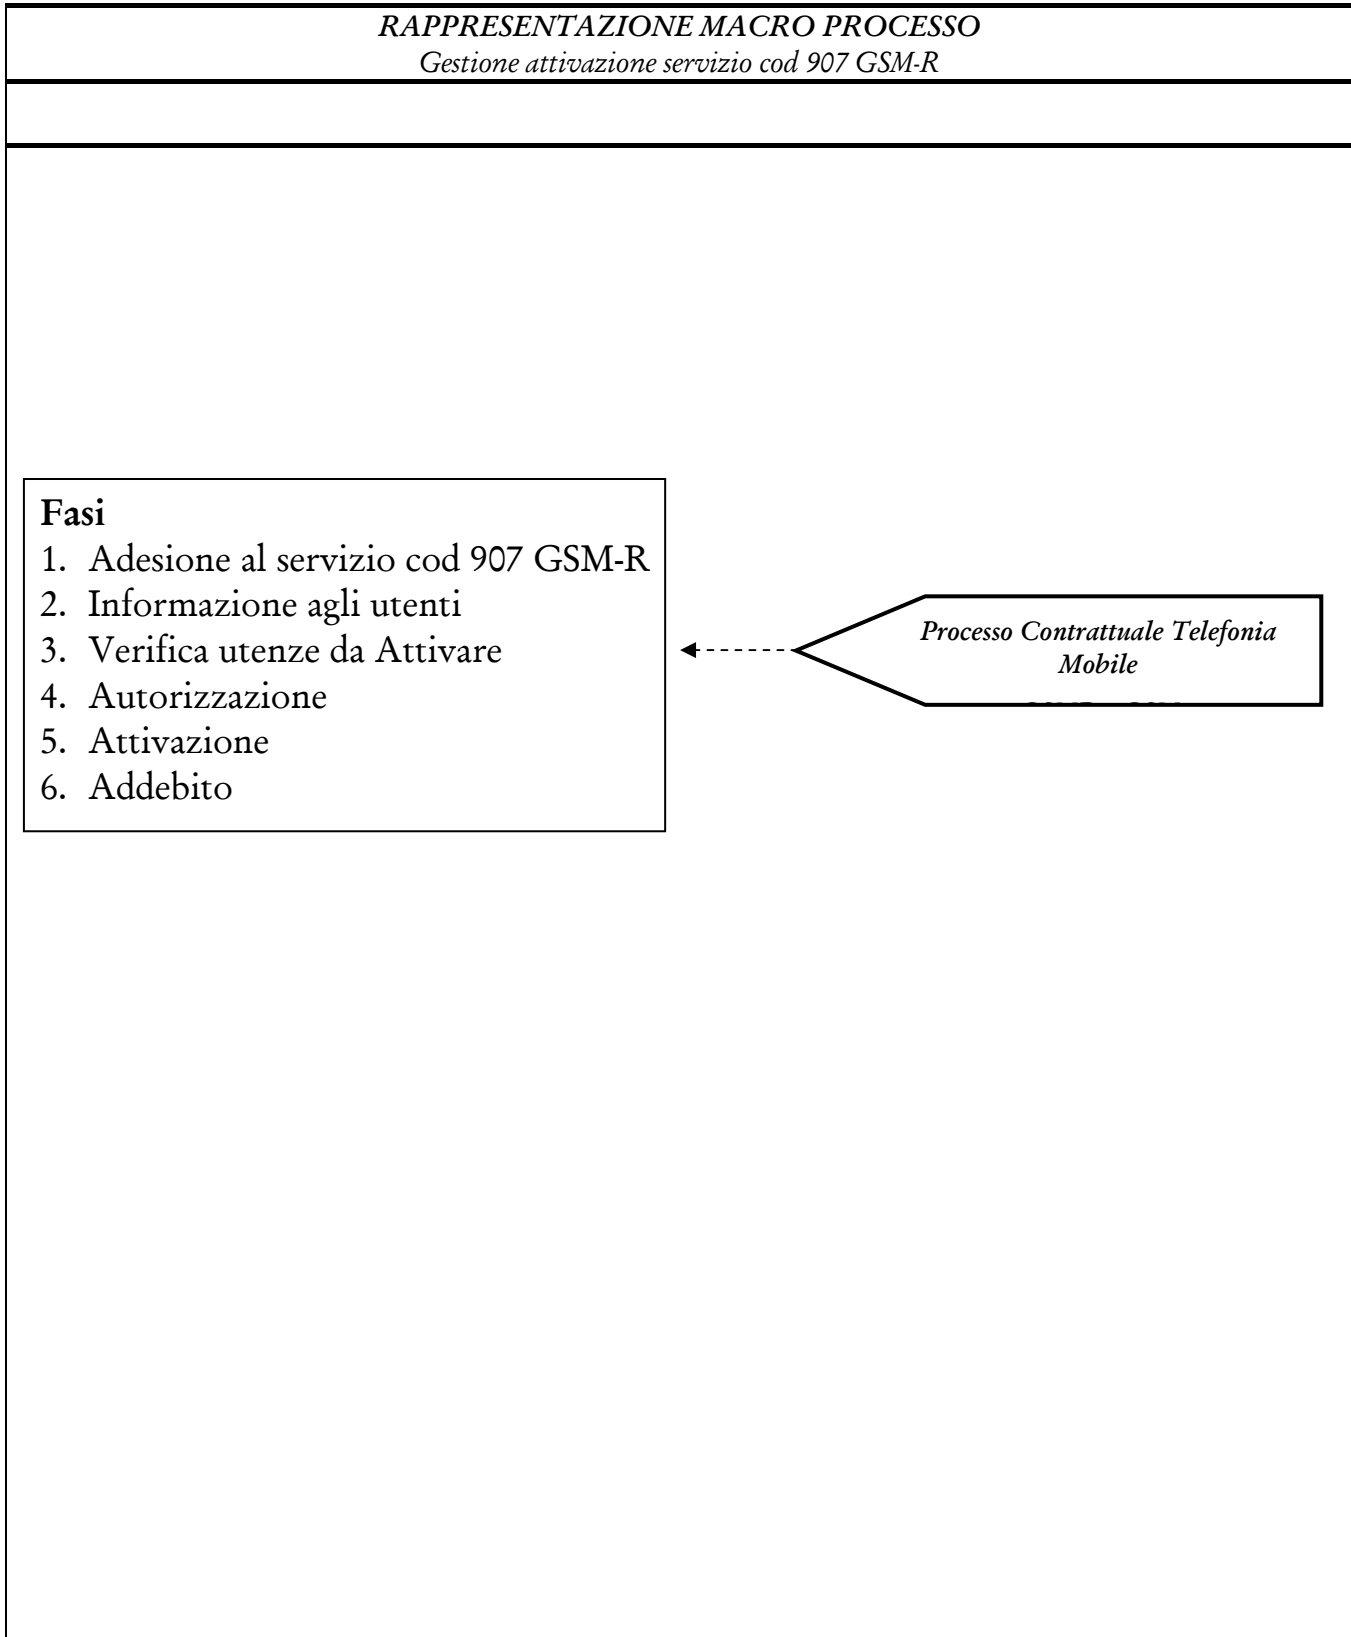 RAPPRESENTAZIONE MACRO PROCESSO
Gestione attivazione servizio cod 907 GSM-R
Fasi
1. Adesione al servizio cod 907 GSM-R
2. Informazione agli utenti
3. Verifica utenze da Attivare
4. Autorizzazione
5. Attivazione
6. Addebito
Processo Contrattuale Telefonia
Mobile